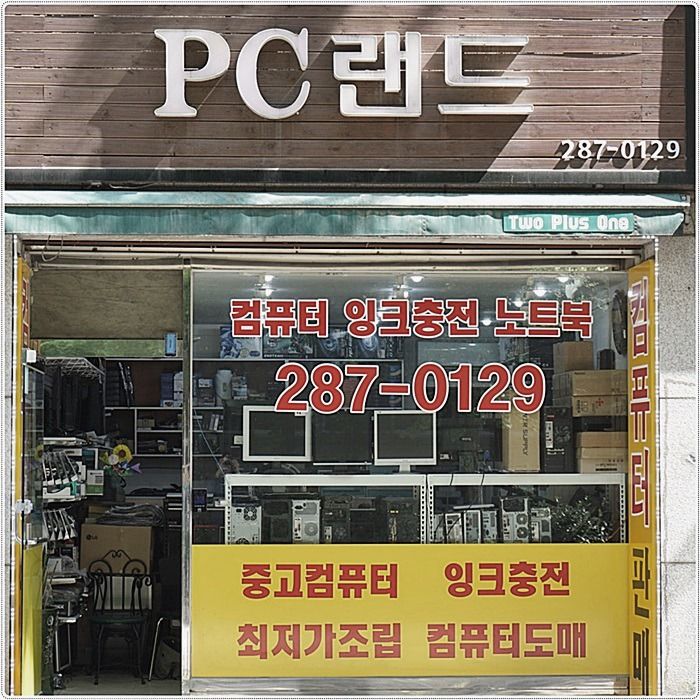 PC랜드
287-0129
Two Plus One
컴퓨터 잉크충전 노트북
287-0129
중고컴퓨터 잉크충전
최저가조립 컴퓨터도매
컴퓨터
LG